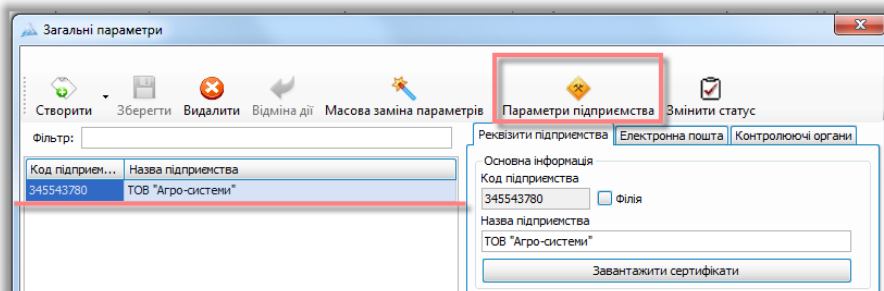 Загальні параметри
Створити Зберегти Видалити Відміна дії Масова заміна параметрів Параметри підприємства Змінити статус
Фільтр:
Реквізити підприємства Електронна пошта Контролюючі органи
Код підприєм... Назва підприємства
345543780 ТОВ "Агро-системи"
Основна інформація
Код підприємства
345543780 Філія
Назва підприємства
ТОВ "Агро-системи"
Завантажити сертифікати